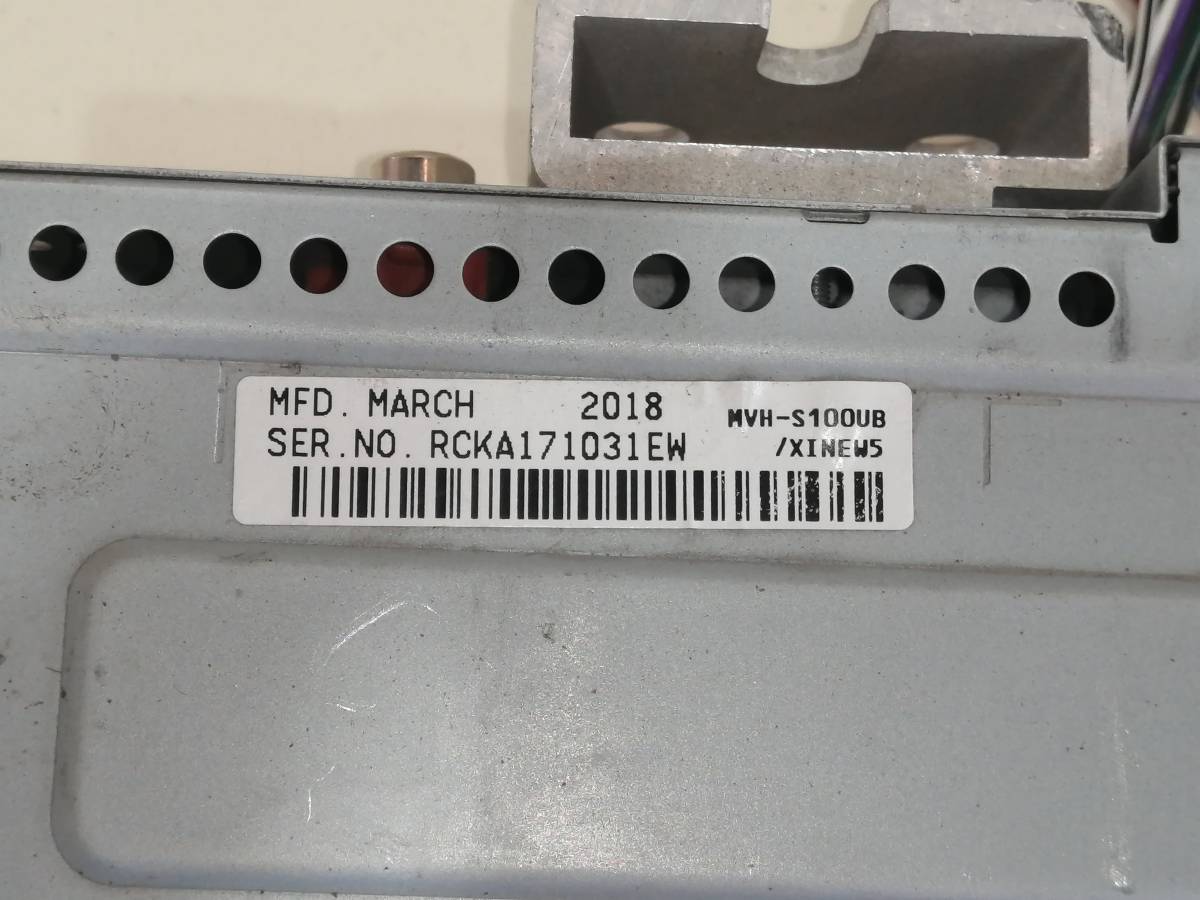 MFD. MARCH 2018
SER.NO. RCKA171031EW
MVH-S100UB
/XINEW5